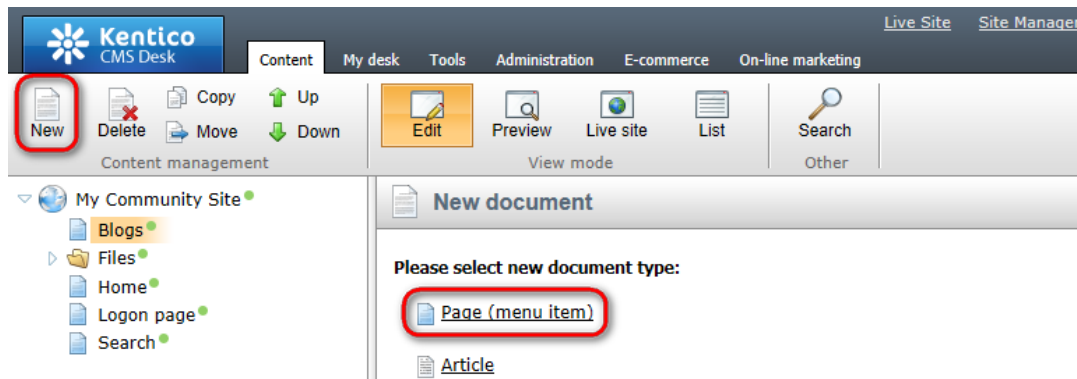 Live Site Site Manager
Kentico
CMS Desk
Content My desk Tools Administration E-commerce On-line marketing
New Delete Copy Move Up Down Edit Preview Live site List Search
Content management View mode Other
My Community Site
Blogs
Files
Home
Logon page
Search
New document
Please select new document type:
Page (menu item)
Article